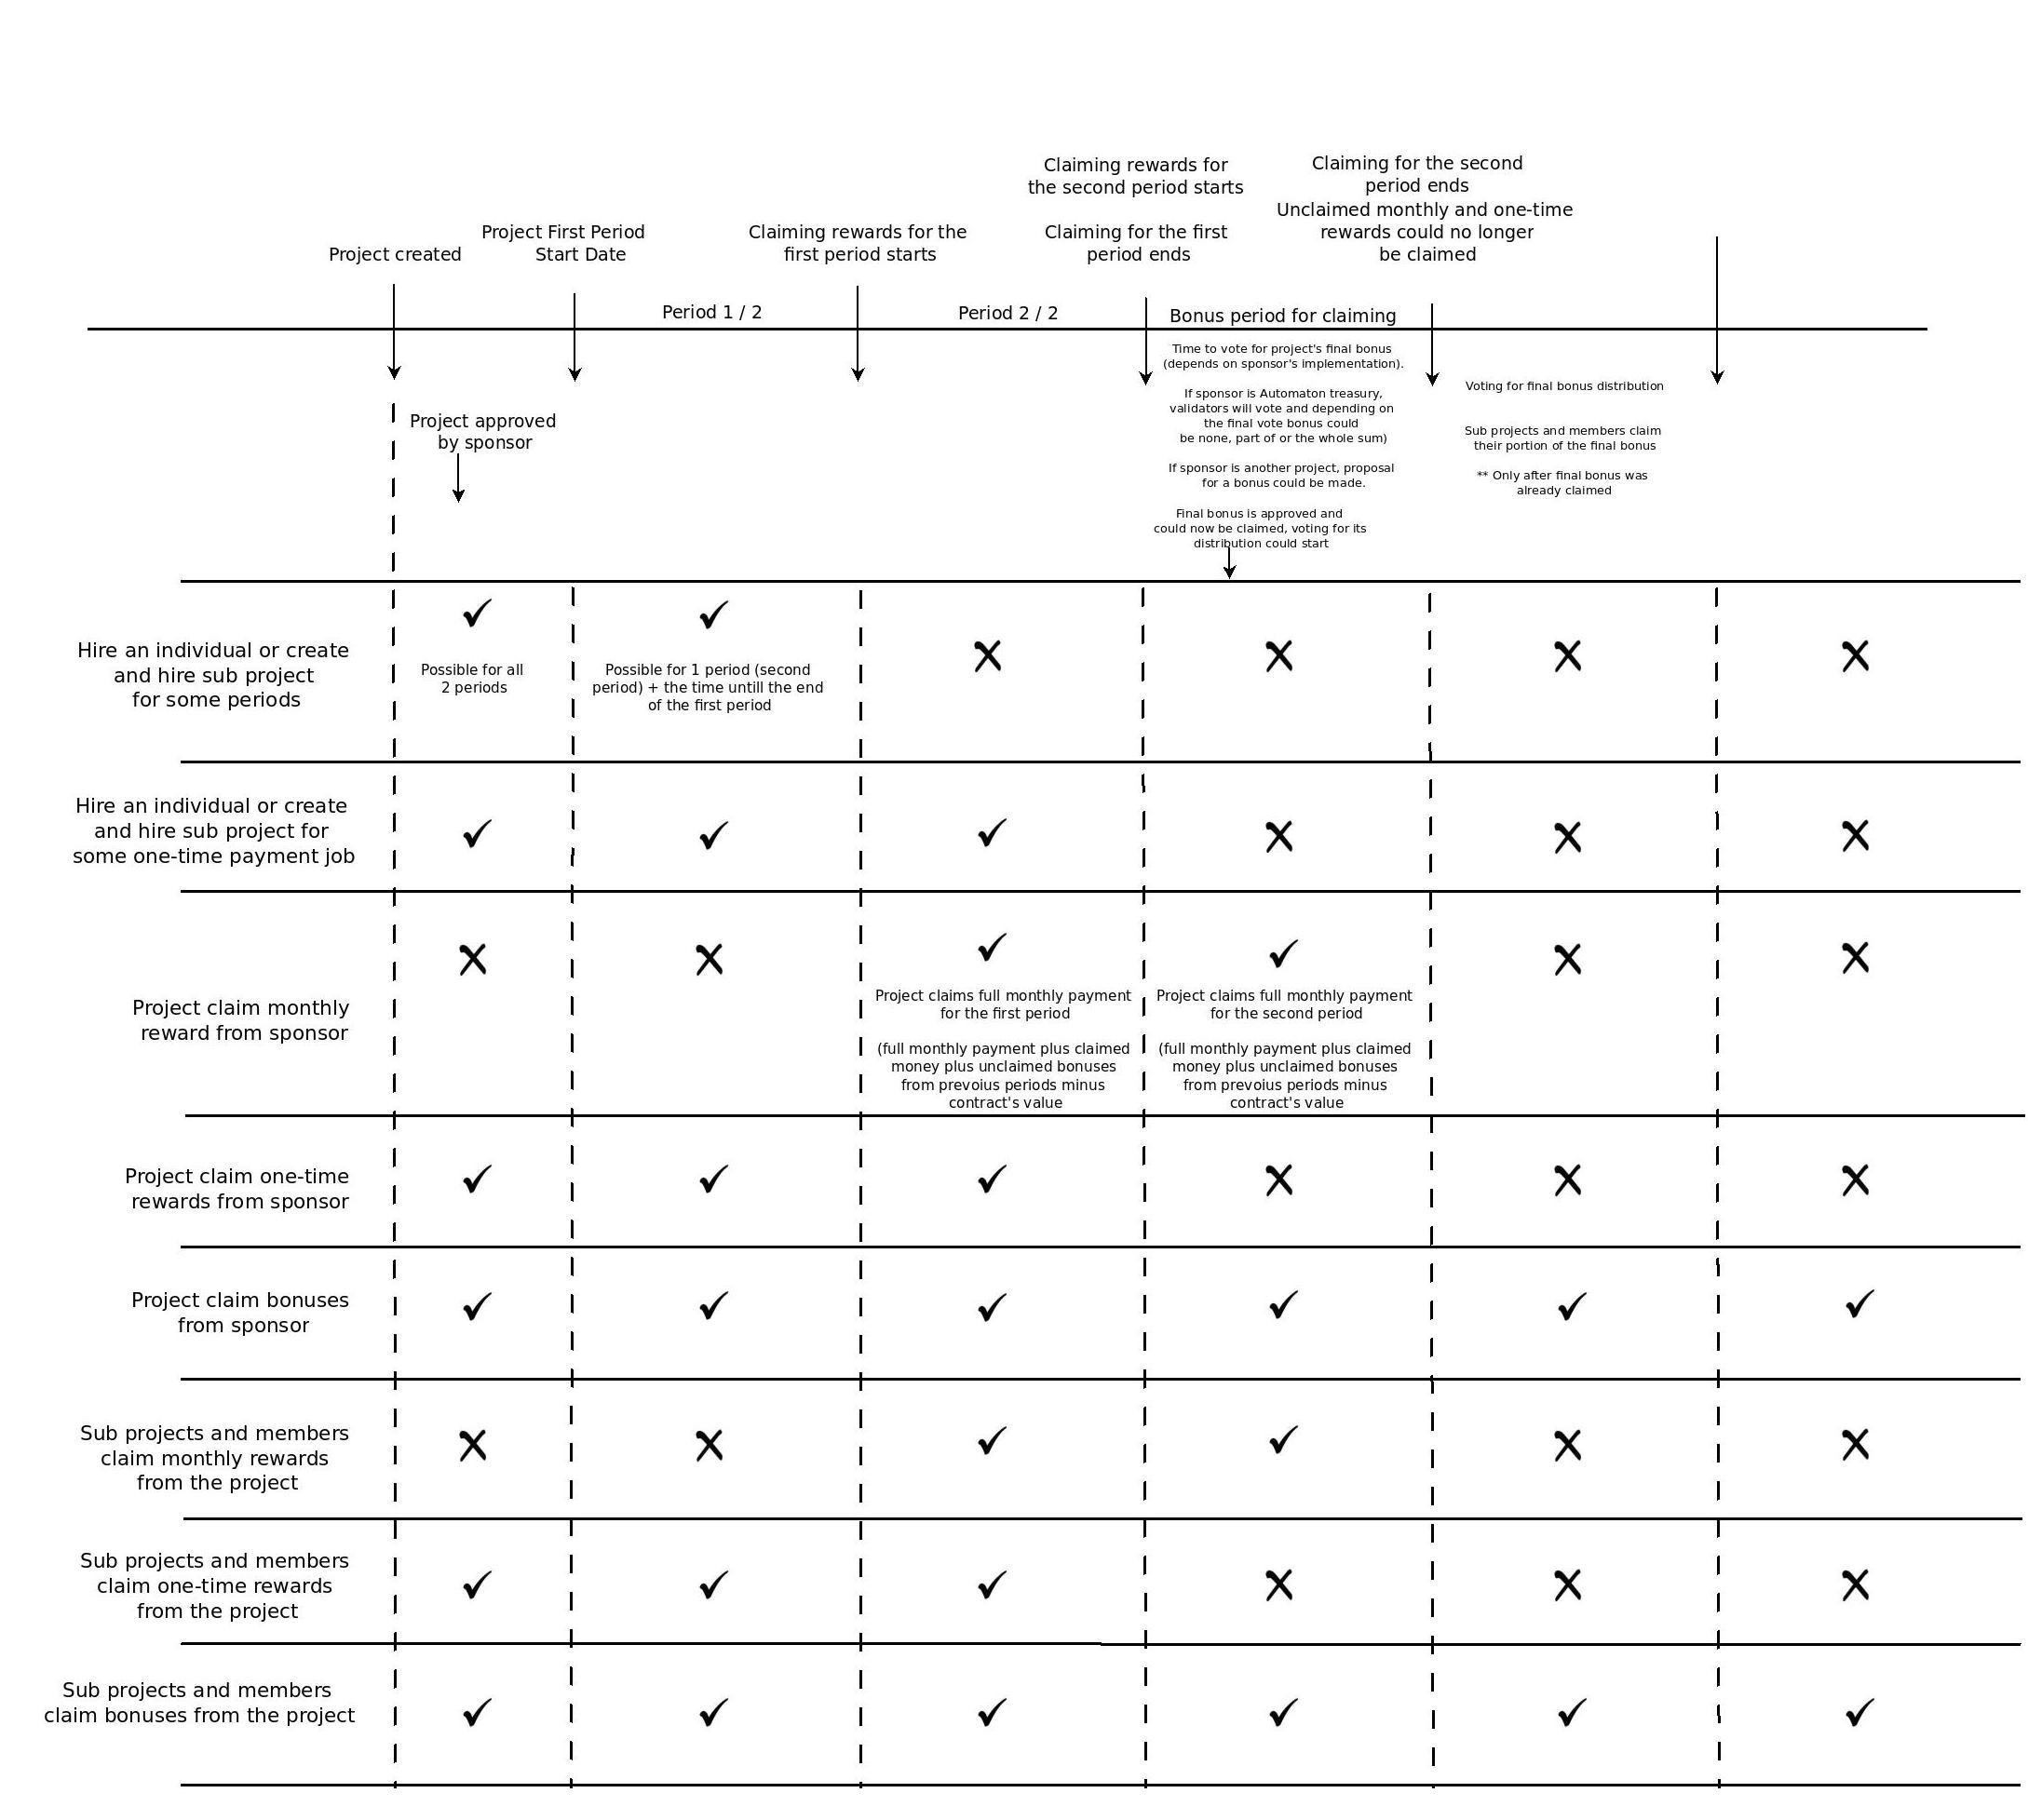 Claiming rewards for
the second period starts
Claiming for the first
period ends
Claiming for the second
period ends
Unclaimed monthly and one-time
rewards could no longer
be claimed
Project created
Project First Period
Start Date
Claiming rewards for the
first period starts
Period 1 / 2
Period 2 / 2
Bonus period for claiming
Project approved
by sponsor
Time to vote for project's final bonus
(depends on sponsor's implementation).
If sponsor is Automaton treasury,
validators will vote and depending on
the final vote bonus could
be none, part of or the whole sum)
If sponsor is another project, proposal
for a bonus could be made.
Final bonus is approved and
could now be claimed, voting for its
distribution could start
Voting for final bonus distribution
Sub projects and members claim
their portion of the final bonus
** Only after final bonus was
already claimed
Hire an individual or create
and hire sub project
for some periods
Possible for all
2 periods
Possible for 1 period (second
period) + the time untill the end
of the first period
Hire an individual or create
and hire sub project for
some one-time payment job
Project claim monthly
reward from sponsor
Project claims full monthly payment
for the first period
(full monthly payment plus claimed
money plus unclaimed bonuses
from prevoius periods minus
contract's value
Project claims full monthly payment
for the second period
(full monthly payment plus claimed
money plus unclaimed bonuses
from prevoius periods minus
contract's value
Project claim one-time
rewards from sponsor
Project claim bonuses
from sponsor
Sub projects and members
claim monthly rewards
from the project
Sub projects and members
claim one-time rewards
from the project
Sub projects and members
claim bonuses from the project